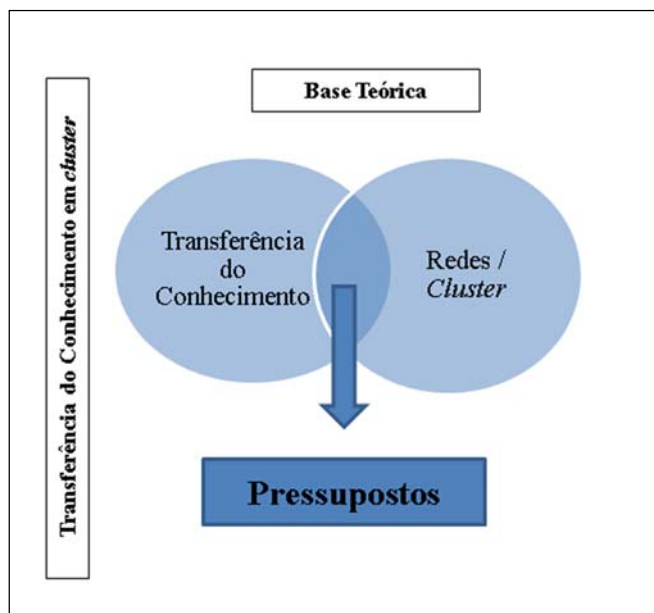 Transferência do Conhecimento em cluster
Base Teórica
Transferência
do
Conhecimento
Redes /
Cluster
Pressupostos